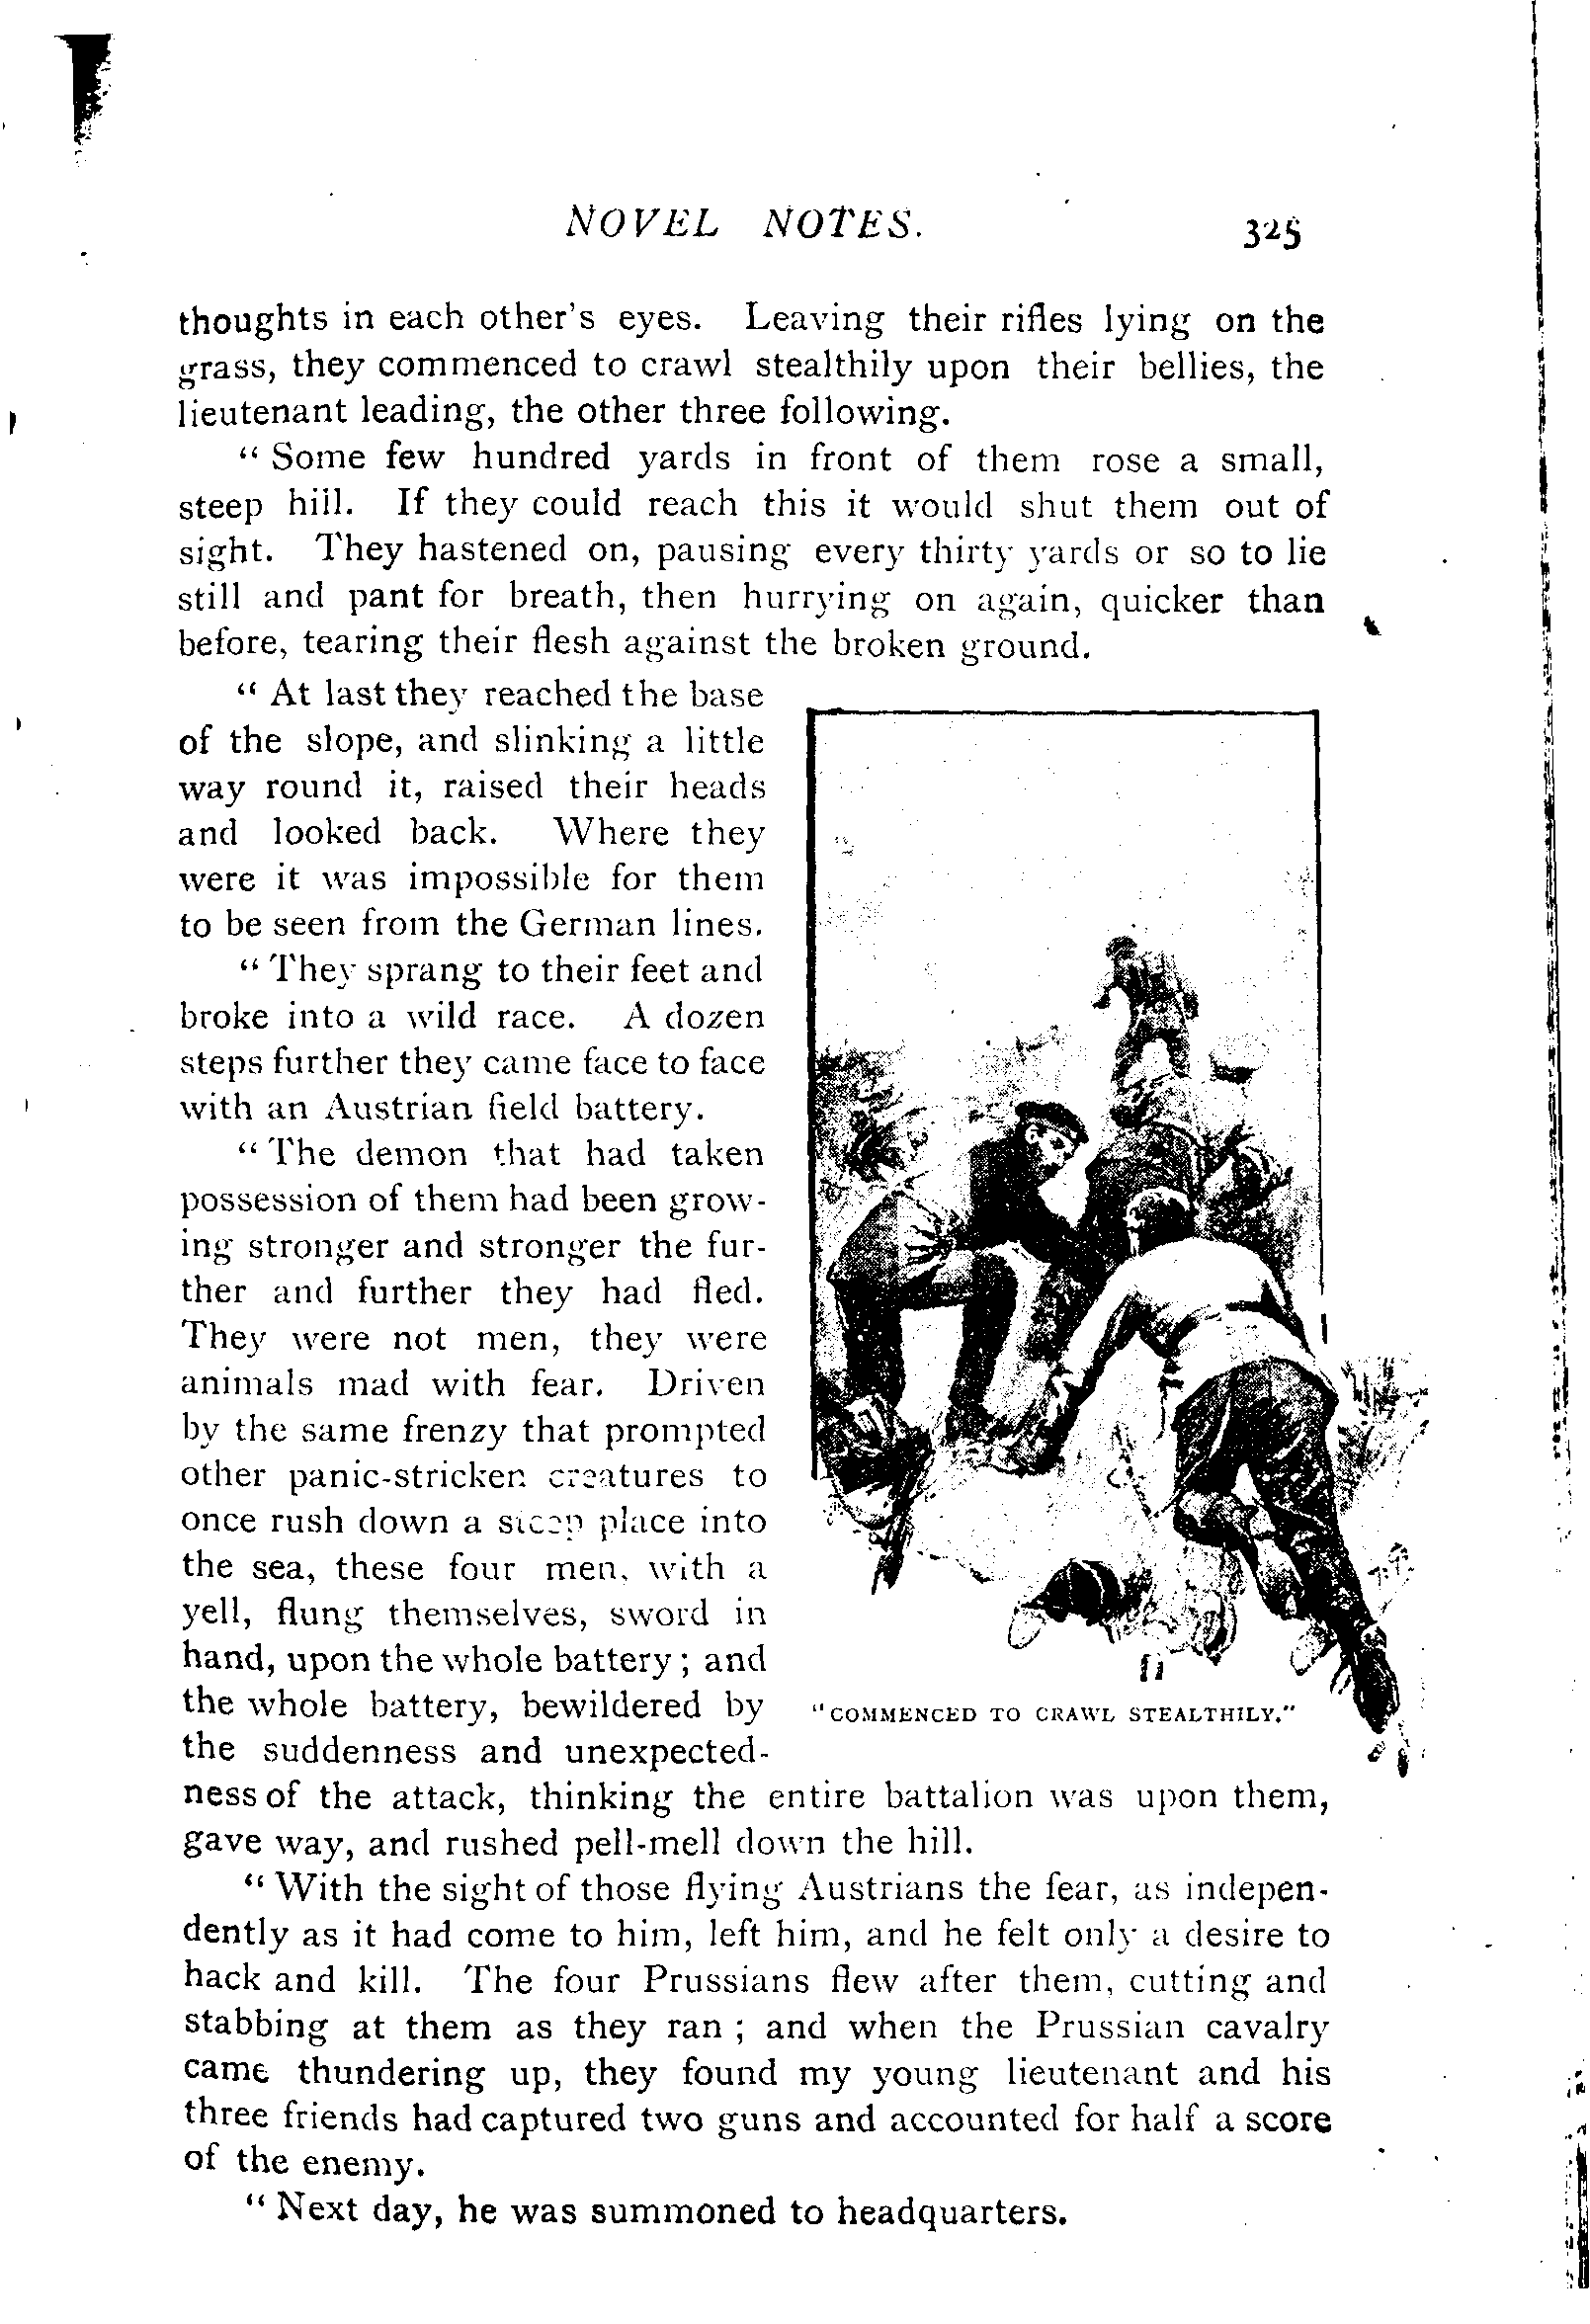 NOVEL NOTES. 325
thoughts in each other's eyes. Leaving their rifles lying on the
grass, they commenced to crawl stealthily upon their bellies, the
lieutenant leading, the other three following.
" Some few hundred yards in front of them rose a small,
steep hill. If they could reach this it would shut them out of
sight. They hastened on, pausing every thirty yards or so to lie
still and pant for breath, then hurrying on again, quicker than
before, tearing their flesh against the broken ground.
" At last they reached the base
of the slope, and slinking a little
way round it, raised their heads
and looked back. Where they
were it was impossible for them
to be seen from the German lines.
" They sprang to their feet and
broke into a wild race. A dozen
steps further they came face to face
with an Austrian field battery.
" The demon that had taken
possession of them had been grow-
ing stronger and stronger the fur-
ther and further they had fled.
They were not men, they were
animals mad with fear. Driven
by the same frenzy that prompted
other panic-stricken creatures to
once rush down a steep place into
the sea, these four men, with a
yell, flung themselves, sword in
hand, upon the whole battery ; and
the whole battery, bewildered by
the suddenness and unexpected-
ness of the attack, thinking the entire battalion was upon them,
gave way, and rushed pell-mell down the hill.
" With the sight of those flying Austrians the fear, as indepen-
dently as it had come to him, left him, and he felt only a desire to
hack and kill. The four Prussians flew after them, cutting and
stabbing at them as they ran ; and when the Prussian cavalry
came thundering up, they found my young lieutenant and his
three friends had captured two guns and accounted for half a score
of the enemy.
" Next day, he was summoned to headquarters.
"COMMENCED TO CRAWL STEALTHILY."